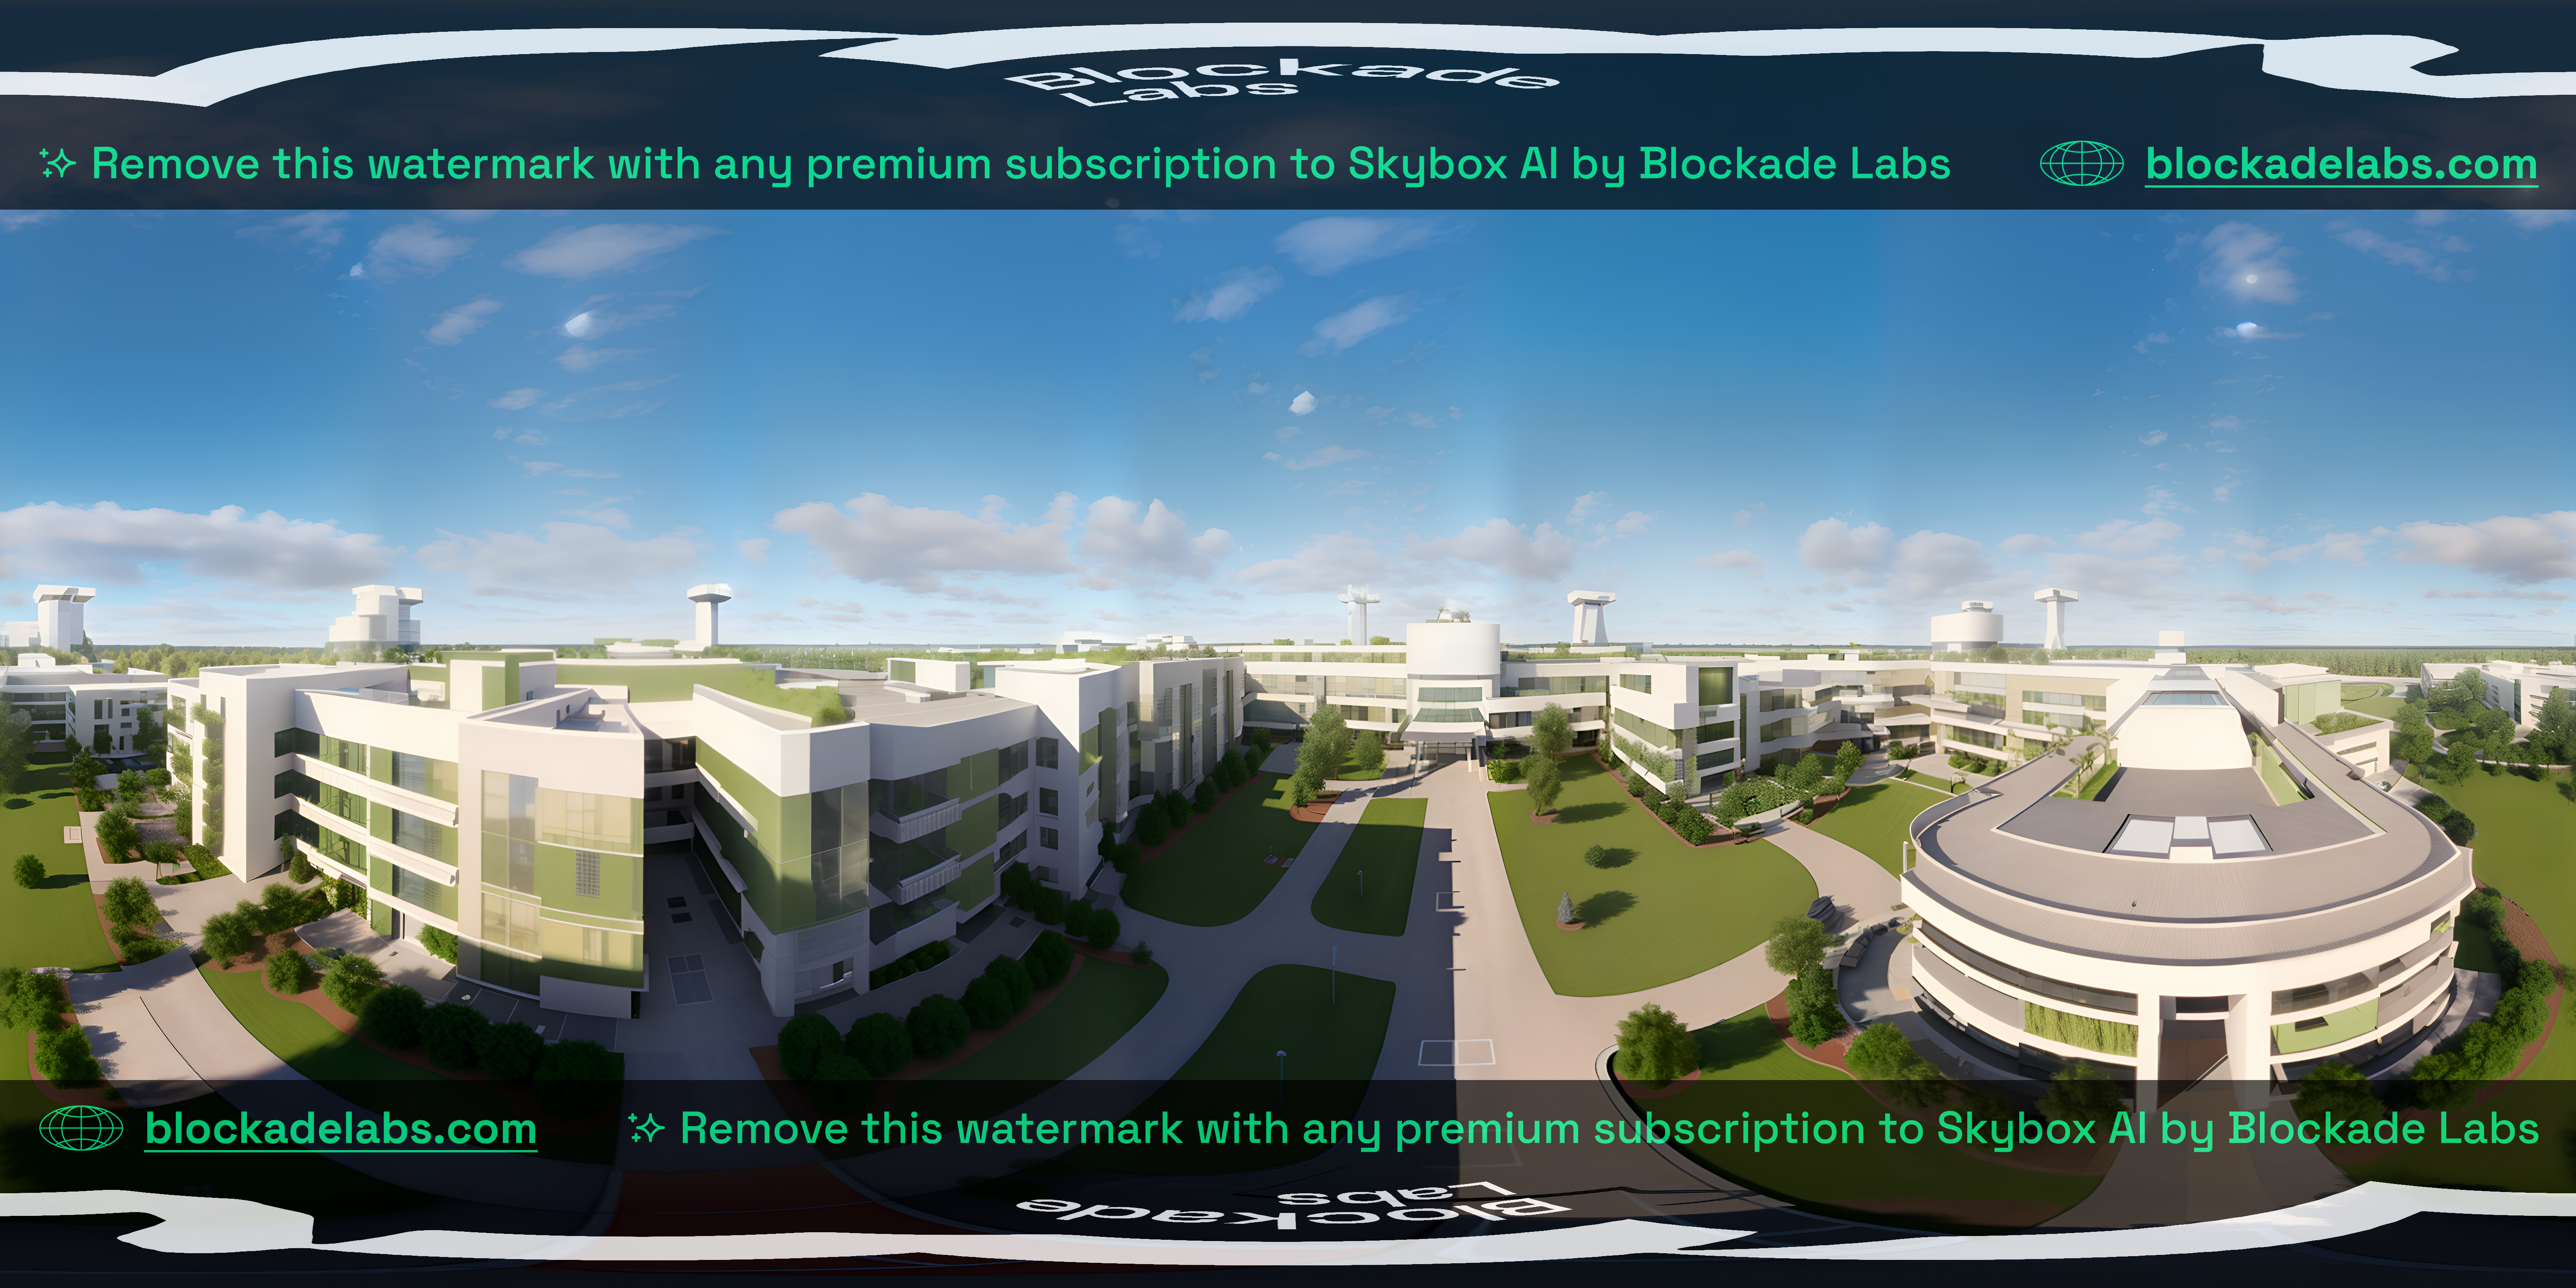 Blockade
Labs
Remove this watermark with any premium subscription to Skybox AI by Blockade Labs
blockadelabs.com
blockadelabs.com
Remove this watermark with any premium subscription to Skybox AI by Blockade Labs
Labs
Blockade